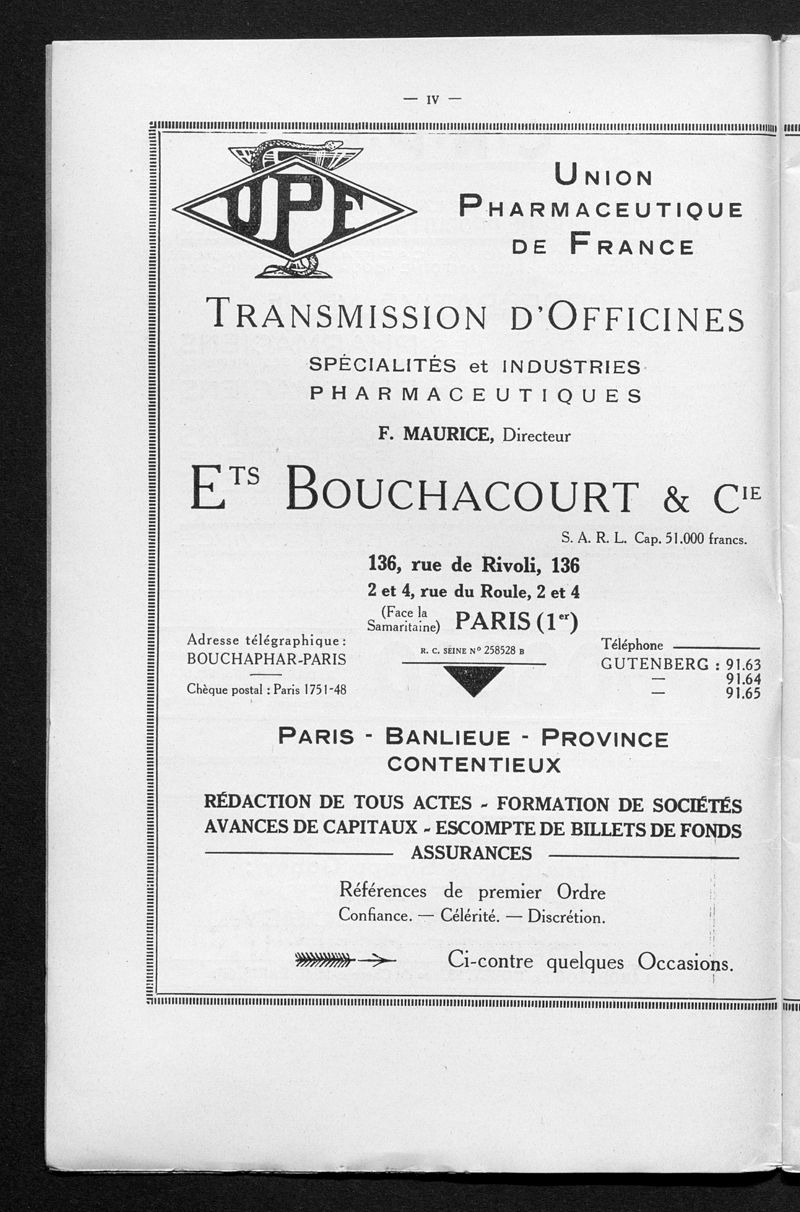 — IV —
UPF
UNION
PHARMACEUTIQUE
DE FRANCE
TRANSMISSION D'OFFICINES
SPÉCIALITÉS et INDUSTRIES
PHARMACEUTIQUES
F. MAURICE, Directeur
ETS BOUCHACOURT & CIE
S. A. R. L. Cap. 51.000 francs.
136, rue de Rivoli, 136
2 et 4, rue du Roule, 2 et 4
(Face la Samaritaine) PARIS (1er)
Adresse télégraphique :
BOUCHAPHAR-PARIS
Chèque postal : Paris 1751-48
R. C. SEINE N° 258528 B
Téléphone
GUTENBERG : 91.63
— 91.64
— 91.65
PARIS - BANLIEUE - PROVINCE
CONTENTIEUX
RÉDACTION DE TOUS ACTES - FORMATION DE SOCIÉTÉS
AVANCES DE CAPITAUX - ESCOMPTE DE BILLETS DE FONDS
ASSURANCES
Références de premier Ordre
Confiance. — Célérité. — Discrétion.
Ci-contre quelques Occasions.